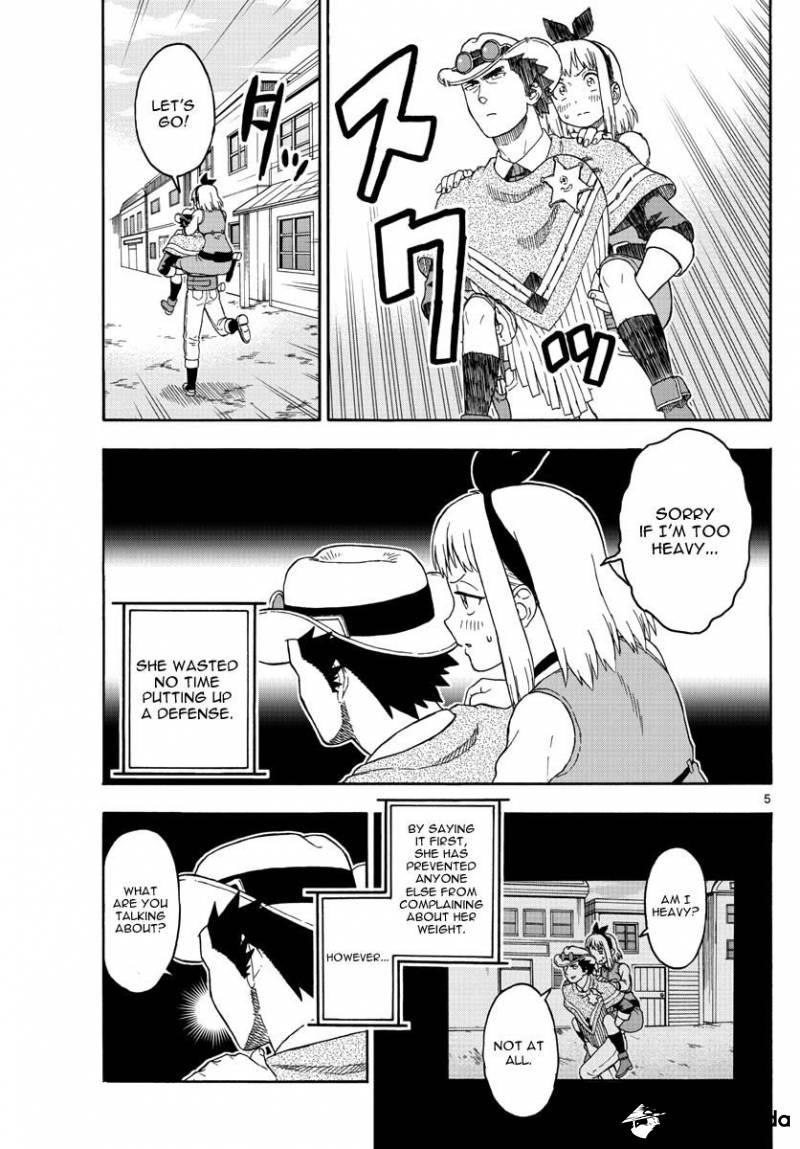 スクッ
LET'S
GO!
ダッ
SORRY
IF I'M TOO
HEAVY...
SHE WASTED
NO TIME
PUTTING UP
A DEFENSE.
5
AM I
HEAVY?
NOT AT
ALL.
BY SAYING
IT FIRST,
SHE HAS
PREVENTED
ANYONE
ELSE FROM
COMPLAINING
ABOUT HER
WEIGHT.
HOWEVER...
WHAT
ARE YOU
TALKING
ABOUT?